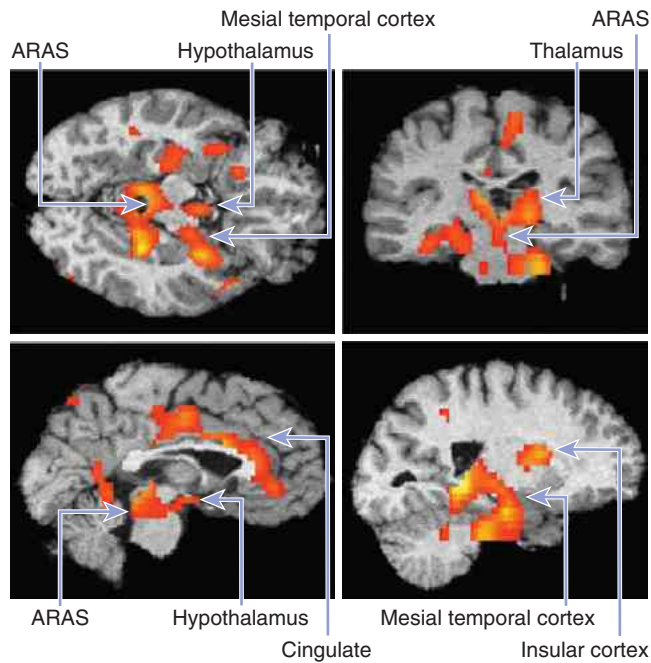 Mesial temporal cortex
ARAS
ARAS
Hypothalamus
Thalamus
ARAS
Hypothalamus
Mesial temporal cortex
Cingulate
Insular cortex